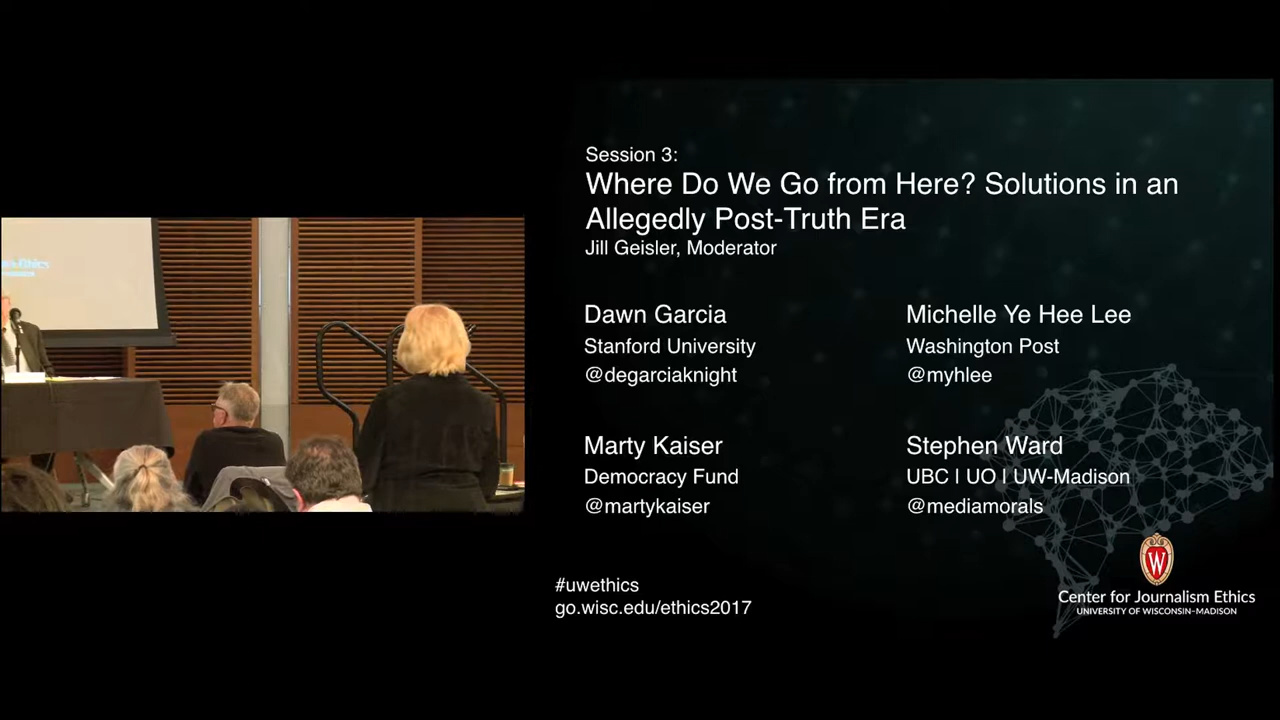 Session 3:
Where Do We Go from Here? Solutions in an
Allegedly Post-Truth Era
Jill Geisler, Moderator
Dawn Garcia
Stanford University
@degarciaknight
Michelle Ye Hee Lee
Washington Post
@myhlee
Marty Kaiser
Democracy Fund
@martykaiser
Stephen Ward
UBC | UO | UW-Madison
@mediamorals
#uwethics
go.wisc.edu/ethics2017
W
Center for Journalism Ethics
UNIVERSITY OF WISCONSIN–MADISON